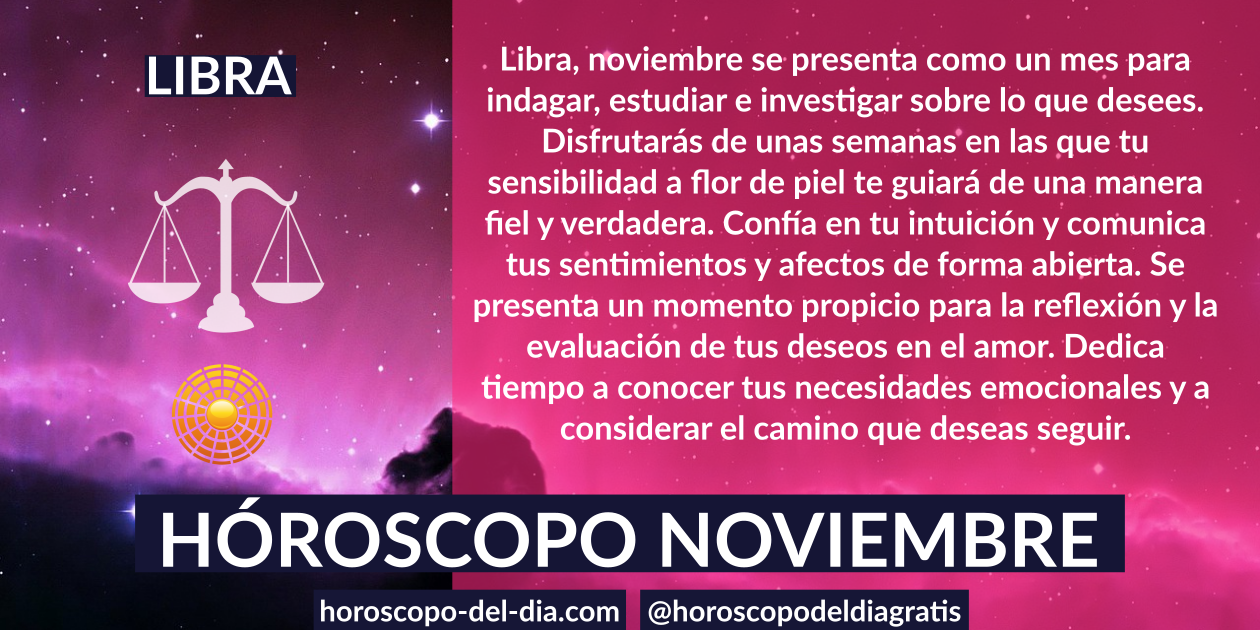 LIBRA
Libra, noviembre se presenta como un mes para
indagar, estudiar e investigar sobre lo que desees.
Disfrutarás de unas semanas en las que tu
sensibilidad a flor de piel te guiará de una manera
fiel y verdadera. Confía en tu intuición y comunica
tus sentimientos y afectos de forma abierta. Se
presenta un momento propicio para la reflexión y la
evaluación de tus deseos en el amor. Dedica
tiempo a conocer tus necesidades emocionales y a
considerar el camino que deseas seguir.
HÓROSCOPO NOVIEMBRE
horoscopo-del-dia.com @horoscopodeldiagratis